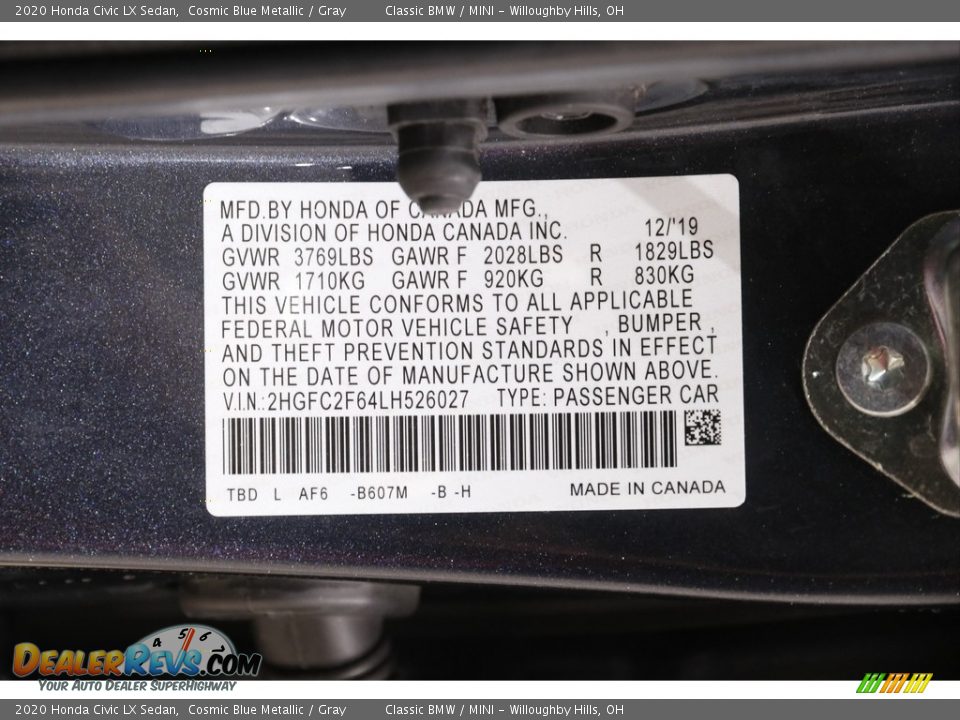 2020 Honda Civic LX Sedan, Cosmic Blue Metallic / Gray Classic BMW / MINI - Willoughby Hills, OH
MFD.BY HONDA OF CANADA MFG.,
A DIVISION OF HONDA CANADA INC. 12/'19
GVWR 3769LBS GAWR F 2028LBS R 1829LBS
GVWR 1710KG GAWR F 920KG R 830KG
THIS VEHICLE CONFORMS TO ALL APPLICABLE
FEDERAL MOTOR VEHICLE SAFETY , BUMPER ,
AND THEFT PREVENTION STANDARDS IN EFFECT
ON THE DATE OF MANUFACTURE SHOWN ABOVE.
V.I.N.:2HGFC2F64LH526027 TYPE: PASSENGER CAR
TBD L AF6 -B607M -B -H MADE IN CANADA
4 5 6
DEALERREVS.COM
YOUR AUTO DEALER SUPERHIGHWAY
2020 Honda Civic LX Sedan, Cosmic Blue Metallic / Gray Classic BMW / MINI - Willoughby Hills, OH